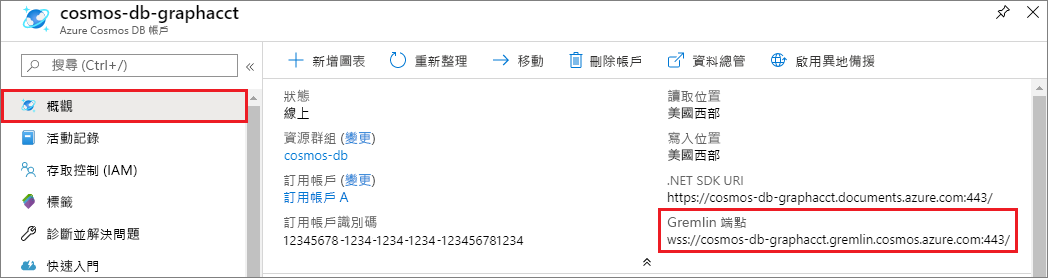 cosmos-db-graphacct
Azure Cosmos DB 帳戶
搜尋 (Ctrl+/)
概觀
活動記錄
存取控制 (IAM)
標籤
診斷並解決問題
快速入門
新增圖表
重新整理
移動
刪除帳戶
資料總管
啟用異地備援
狀態
線上
資源群組 (變更)
cosmos-db
訂用帳戶 (變更)
訂用帳戶 A
訂用帳戶識別碼
12345678-1234-1234-1234-123456781234
讀取位置
美國西部
寫入位置
美國西部
.NET SDK URI
https://cosmos-db-graphacct.documents.azure.com:443/
Gremlin 端點
wss://cosmos-db-graphacct.gremlin.cosmos.azure.com:443/